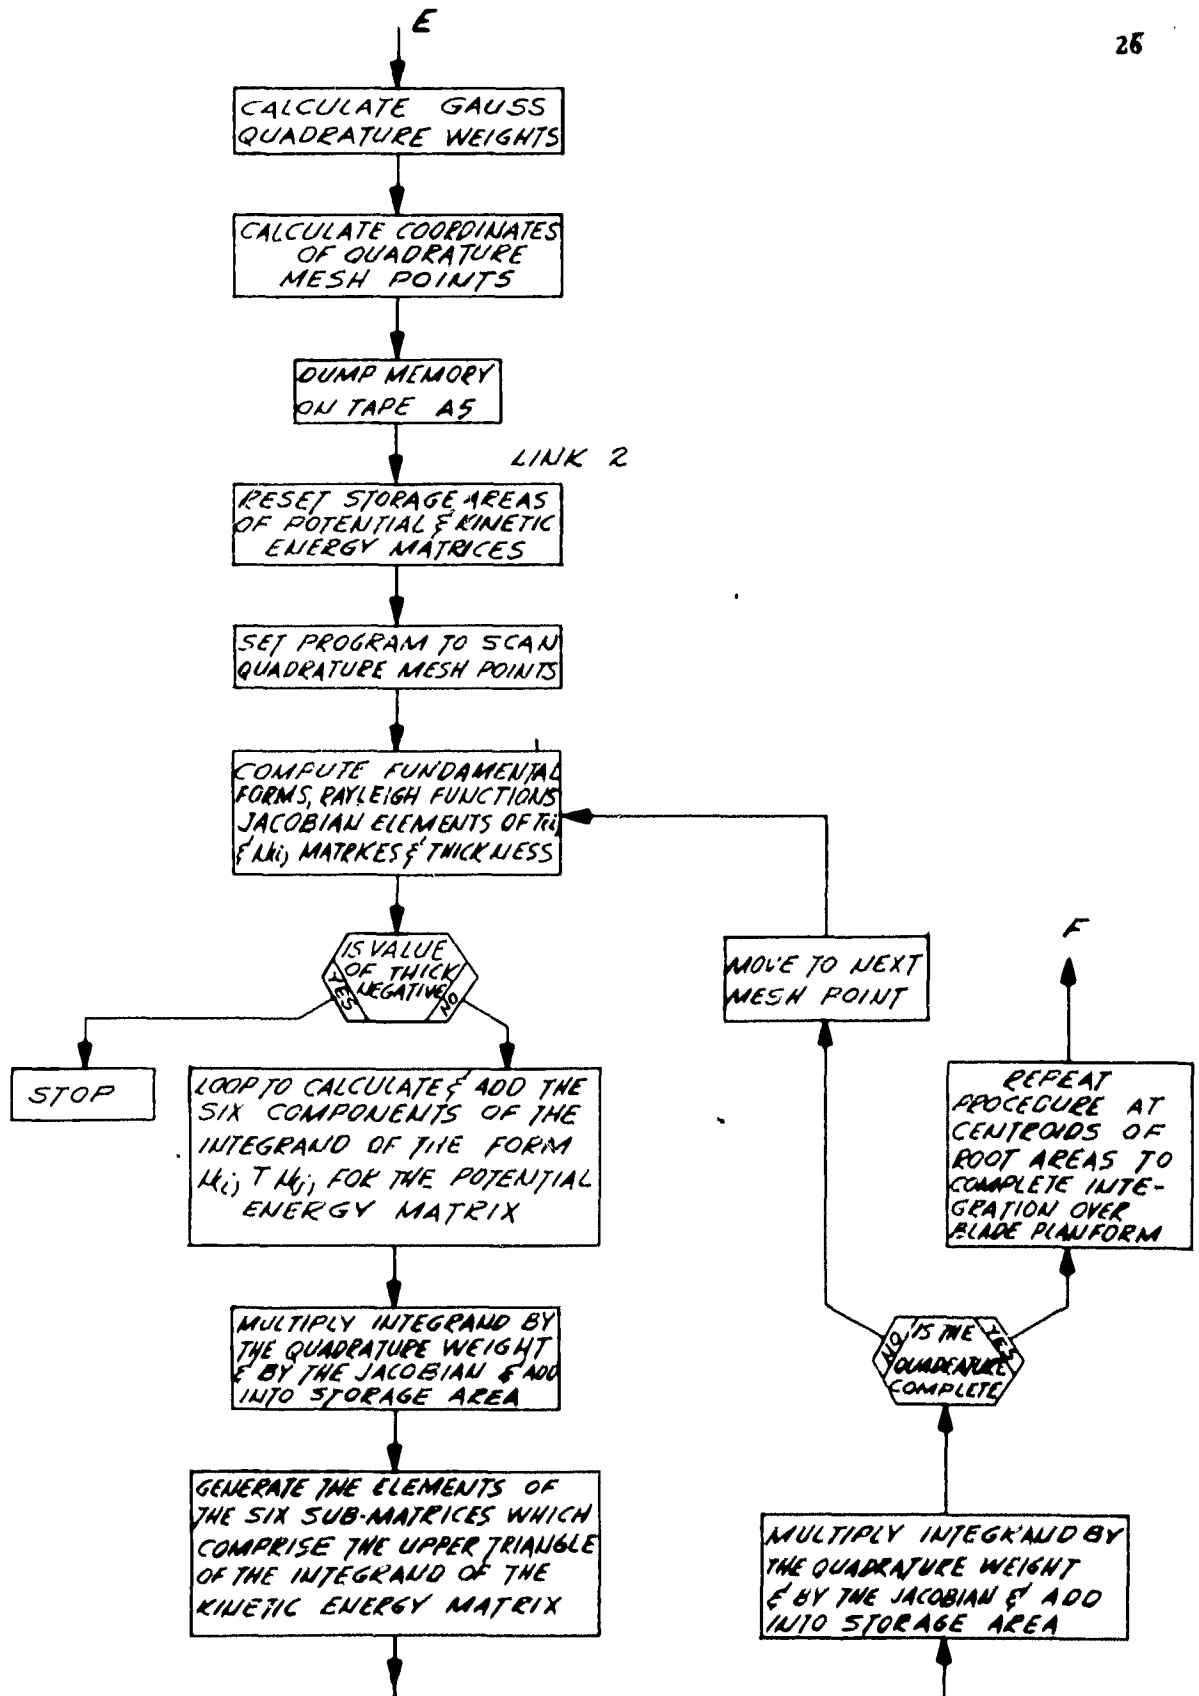 E
26
CALCULATE GAUSS
QUADRATURE WEIGHTS
CALCULATE COORDINATES
OF QUADRATURE
MESH POINTS
DUMP MEMORY
ON TAPE A5
LINK 2
RESET STORAGE AREAS
OF POTENTIAL & KINETIC
ENERGY MATRICES
SET PROGRAM TO SCAN
QUADRATURE MESH POINTS
COMPUTE FUNDAMENTAL
FORMS, RAYLEIGH FUNCTIONS
JACOBIAN ELEMENTS OF
& MATRICES & THICKNESS
IS VALUE
OF THICK
NEGATIVE
YES
NO
STOP
LOOP TO CALCULATE & ADD THE
SIX COMPONENTS OF THE
INTEGRAND OF THE FORM
T FOR THE POTENTIAL
ENERGY MATRIX
MULTIPLY INTEGRAND BY
THE QUADRATURE WEIGHT
& BY THE JACOBIAN & ADD
INTO STORAGE AREA
GENERATE THE ELEMENTS OF
THE SIX SUB-MATRICES WHICH
COMPRISE THE UPPER TRIANGLE
OF THE INTEGRAND OF THE
KINETIC ENERGY MATRIX
MOVE TO NEXT
MESH POINT
F
REPEAT
PROCEDURE AT
CENTROIDS OF
ROOT AREAS TO
COMPLETE INTE-
GRATION OVER
BLADE PLANFORM
NO
IS THE
QUADRATURE
COMPLETE
YES
MULTIPLY INTEGRAND BY
THE QUADRATURE WEIGHT
& BY THE JACOBIAN & ADD
INTO STORAGE AREA